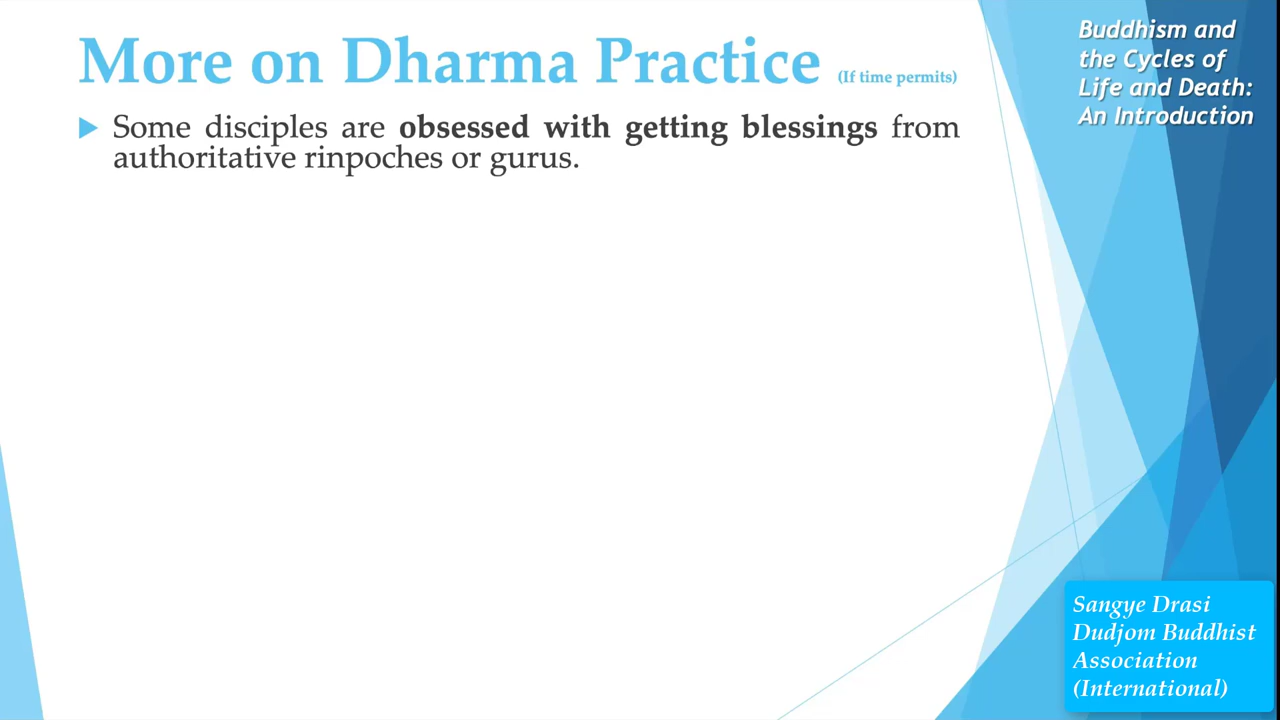 More on Dharma Practice (If time permits)
Some disciples are obsessed with getting blessings from
authoritative rinpoches or gurus.
Buddhism and
the Cycles of
Life and Death:
An Introduction
Sangye Drasi
Dudjom Buddhist
Association
(International)